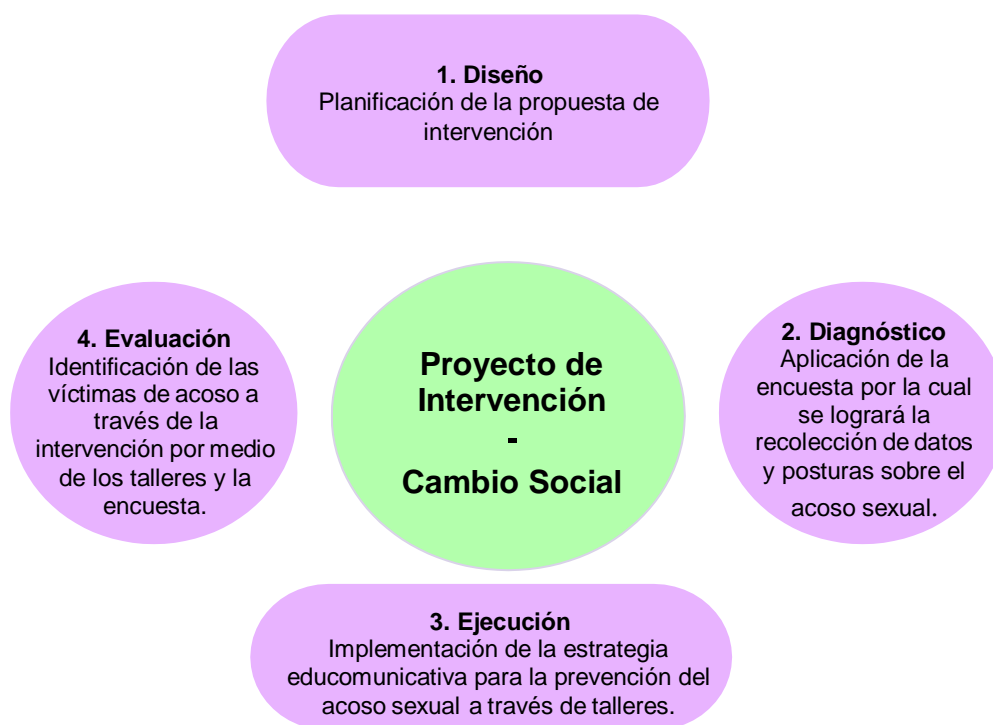 1. Diseño
Planificación de la propuesta de
intervención
4. Evaluación
Identificación de las
víctimas de acoso a
través de la
intervención por medio
de los talleres y la
encuesta.
Proyecto de
Intervención
-
Cambio Social
2. Diagnóstico
Aplicación de la
encuesta por la cual
se logrará la
recolección de datos
y posturas sobre el
acoso sexual.
3. Ejecución
Implementación de la estrategia
educomunicativa para la prevención del
acoso sexual a través de talleres.